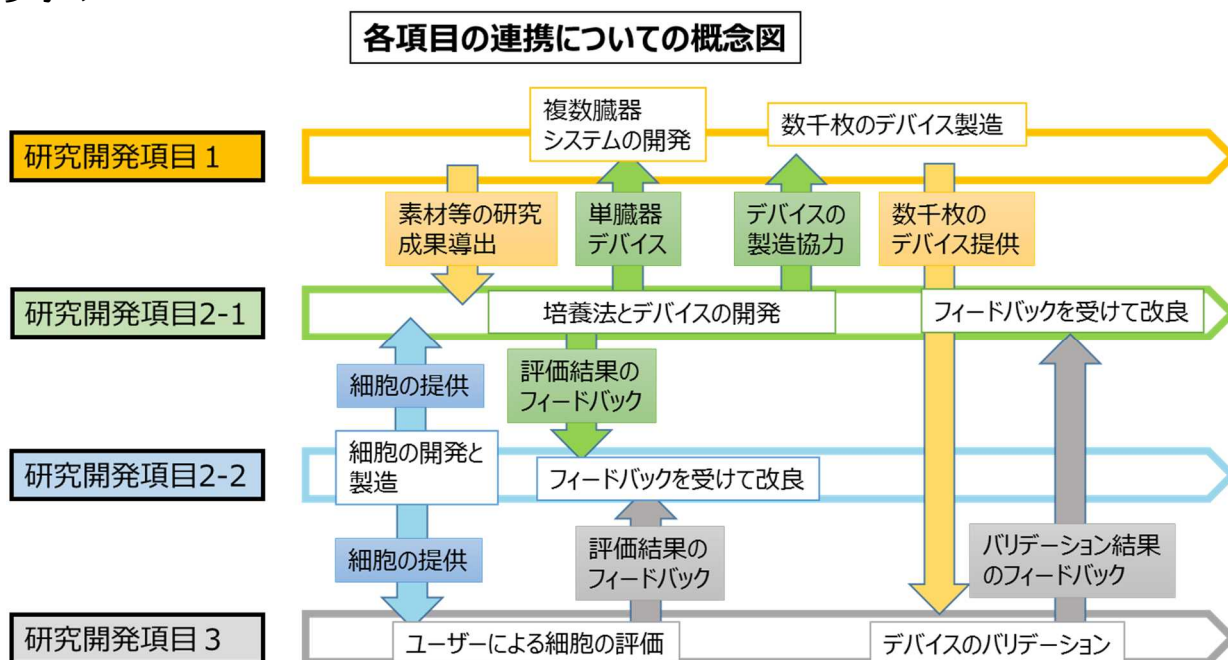 各項目の連携についての概念図
複数臓器
システムの開発
数千枚のデバイス製造
研究開発項目1
素材等の研究
成果導出
単臓器
デバイス
デバイスの
製造協力
数千枚の
デバイス提供
研究開発項目2-1
培養法とデバイスの開発
フィードバックを受けて改良
細胞の提供
評価結果の
フィードバック
研究開発項目2-2
細胞の開発と
製造
フィードバックを受けて改良
細胞の提供
評価結果の
フィードバック
バリデーション結果
のフィードバック
研究開発項目3
ユーザーによる細胞の評価
デバイスのバリデーション